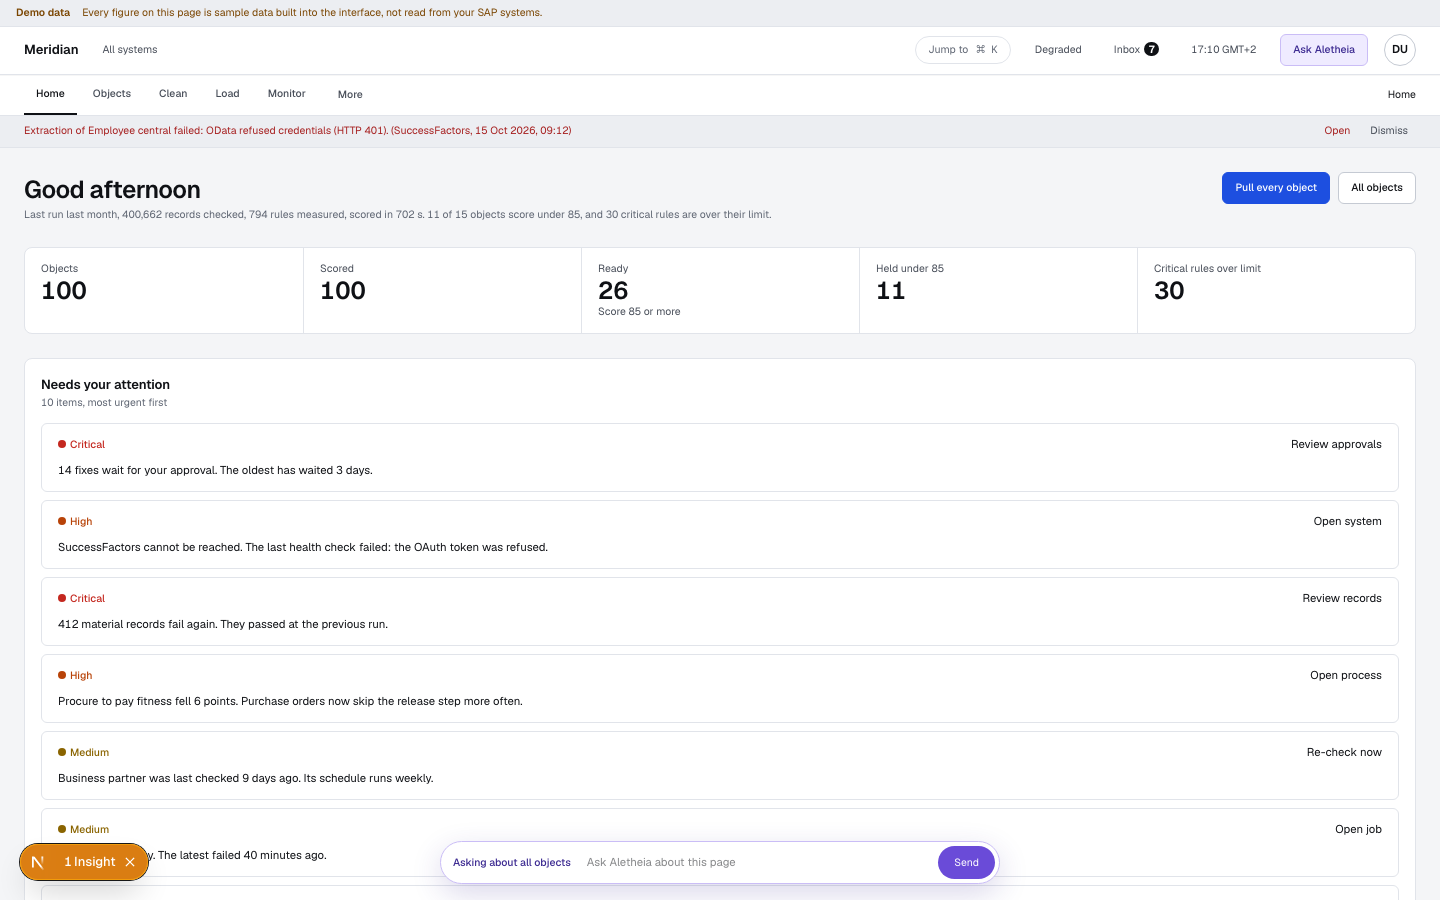 Demo data Every figure on this page is sample data built into the interface, not read from your SAP systems.
Meridian All systems Jump to ⌘ K Degraded Inbox 7 17:10 GMT+2 Ask Aletheia DU
Home Objects Clean Load Monitor More Home
Extraction of Employee central failed: OData refused credentials (HTTP 401). (SuccessFactors, 15 Oct 2026, 09:12) Open Dismiss
Good afternoon Pull every object All objects
Last run last month, 400,662 records checked, 794 rules measured, scored in 702 s. 11 of 15 objects score under 85, and 30 critical rules are over their limit.
Objects Scored Ready Held under 85 Critical rules over limit
100 100 26 11 30
Score 85 or more
Needs your attention
10 items, most urgent first
Critical Review approvals
14 fixes wait for your approval. The oldest has waited 3 days.
High Open system
SuccessFactors cannot be reached. The last health check failed: the OAuth token was refused.
Critical Review records
412 material records fail again. They passed at the previous run.
High Open process
Procure to pay fitness fell 6 points. Purchase orders now skip the release step more often.
Medium Re-check now
Business partner was last checked 9 days ago. Its schedule runs weekly.
Medium Open job
The latest failed 40 minutes ago.
N 1 Insight
Asking about all objects Ask Aletheia about this page Send